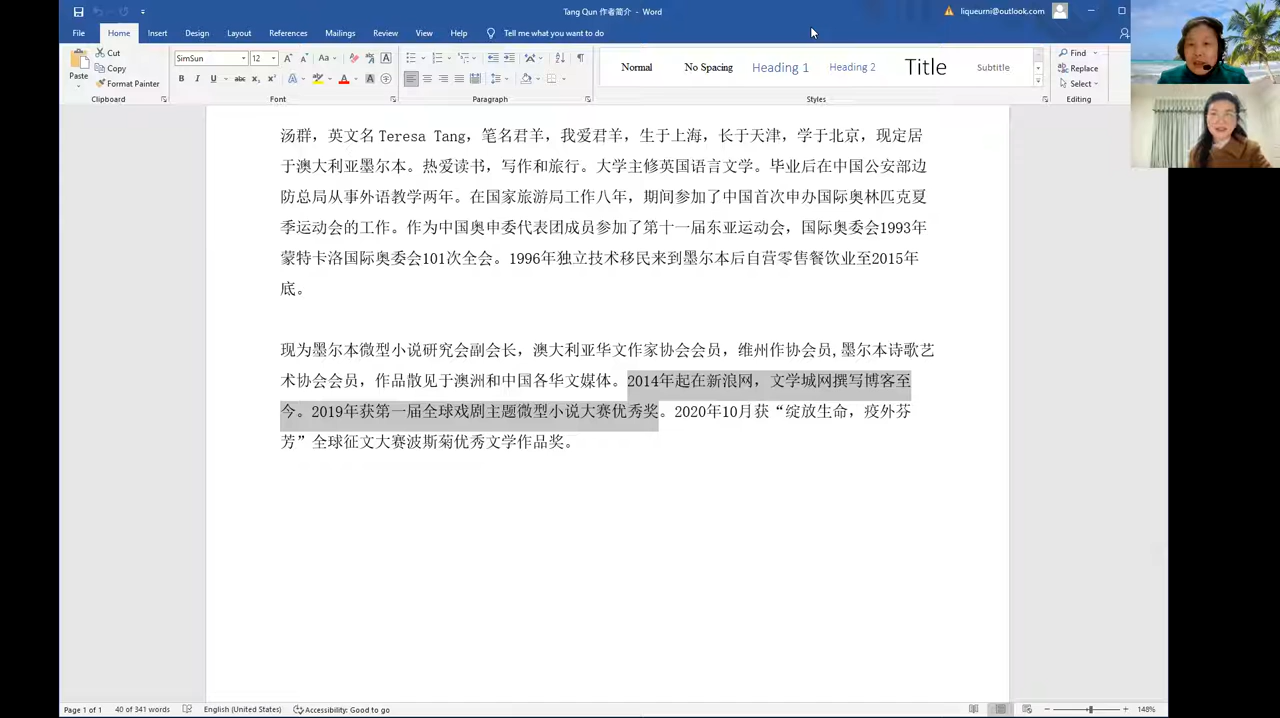 Tang Qun 作者简介 - Word
liqueurni@outlook.com
File Home Insert Design Layout References Mailings Review View Help Tell me what you want to do
Paste
Cut
Copy
Format Painter
Clipboard
SimSun 12
Font
Paragraph
Normal No Spacing Heading 1 Heading 2 Title Subtitle
Styles
Find
Replace
Select
Editing
汤群，英文名 Teresa Tang，笔名君羊，我爱君羊，生于上海，长于天津，学于北京，现定居
于澳大利亚墨尔本。热爱读书，写作和旅行。大学主修英国语言文学。毕业后在中国公安部边
防总局从事外语教学两年。在国家旅游局工作八年，期间参加了中国首次申办国际奥林匹克夏
季运动会的工作。作为中国奥申委代表团成员参加了第十一届东亚运动会，国际奥委会1993年
蒙特卡洛国际奥委会101次全会。1996年独立技术移民来到墨尔本后自营零售餐饮业至2015年
底。
现为墨尔本微型小说研究会副会长，澳大利亚华文作家协会会员，维州作协会员,墨尔本诗歌艺
术协会会员，作品散见于澳洲和中国各华文媒体。2014年起在新浪网，文学城网撰写博客至
今。2019年获第一届全球戏剧主题微型小说大赛优秀奖。2020年10月获“绽放生命，疫外芬
芳”全球征文大赛波斯菊优秀文学作品奖。
Page 1 of 1 40 of 341 words English (United States) Accessibility: Good to go 148%